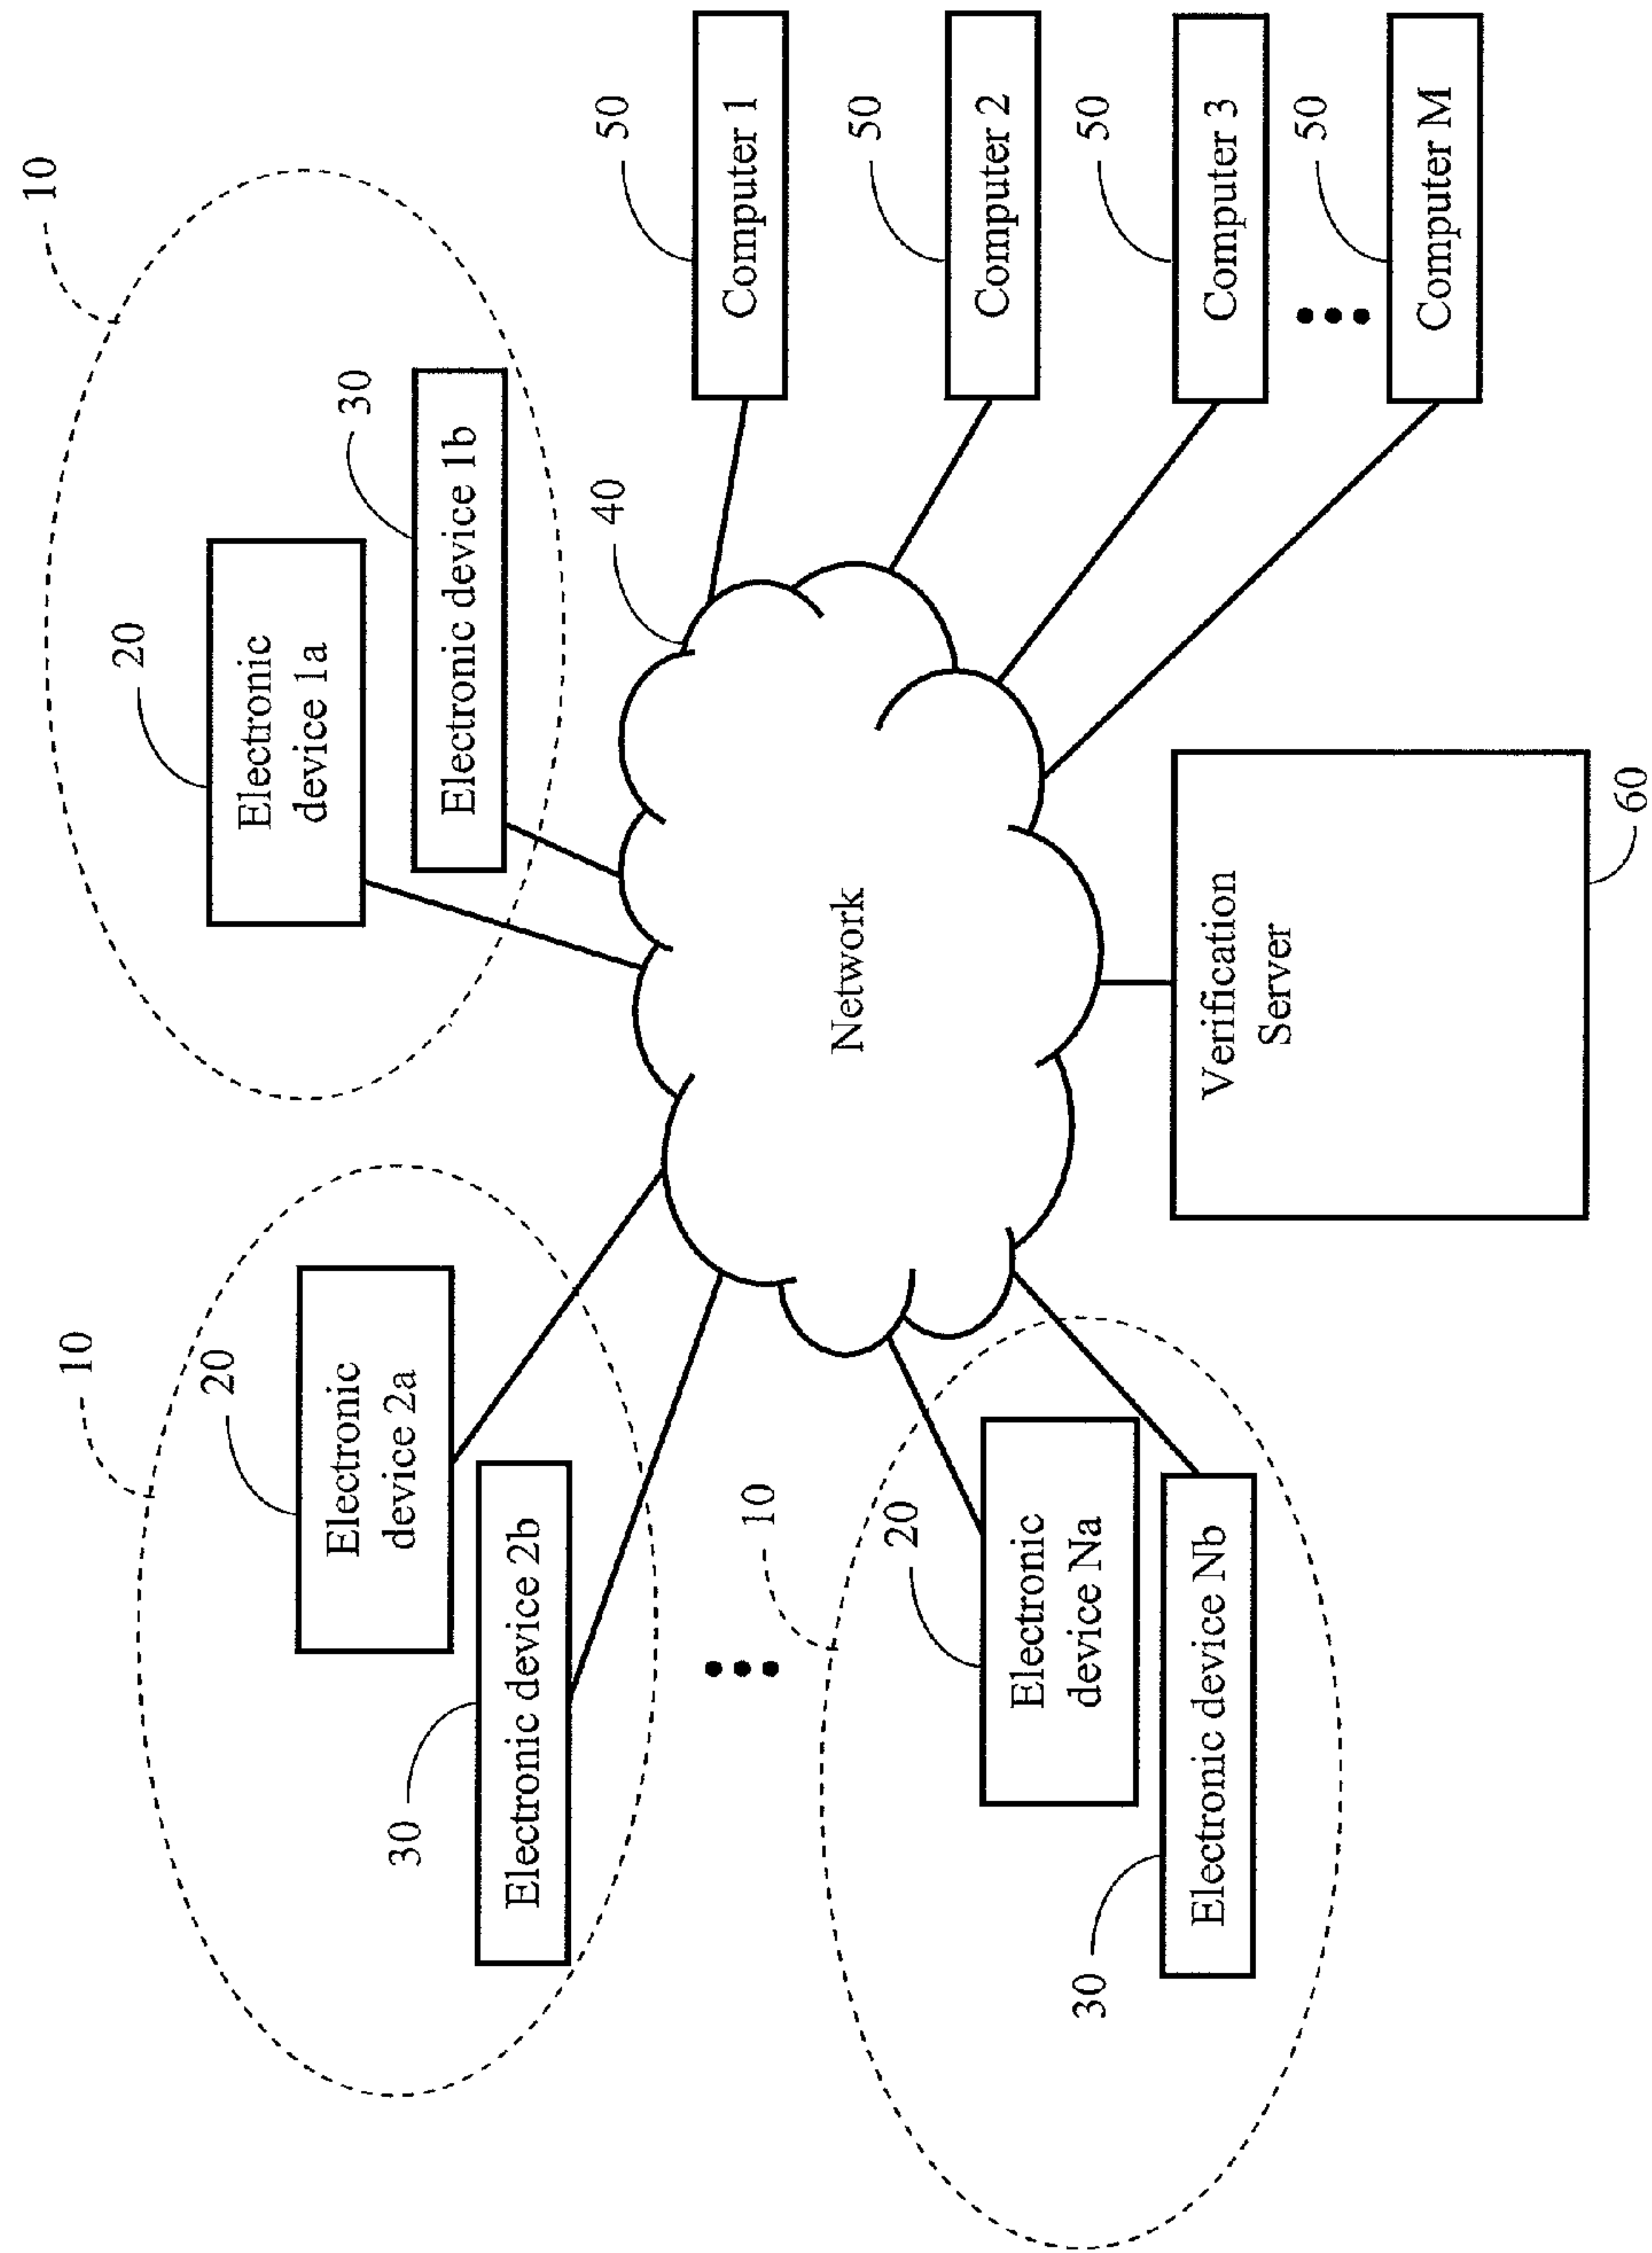 10
20
Electronic
device 2a
30
Electronic device 2b
10
20
Electronic
device 1a
30
Electronic device 1b
40
Network
10
20
Electronic
device Na
30
Electronic device Nb
50
Computer 1
50
Computer 2
50
Computer 3
50
Computer M
Verification
Server
60